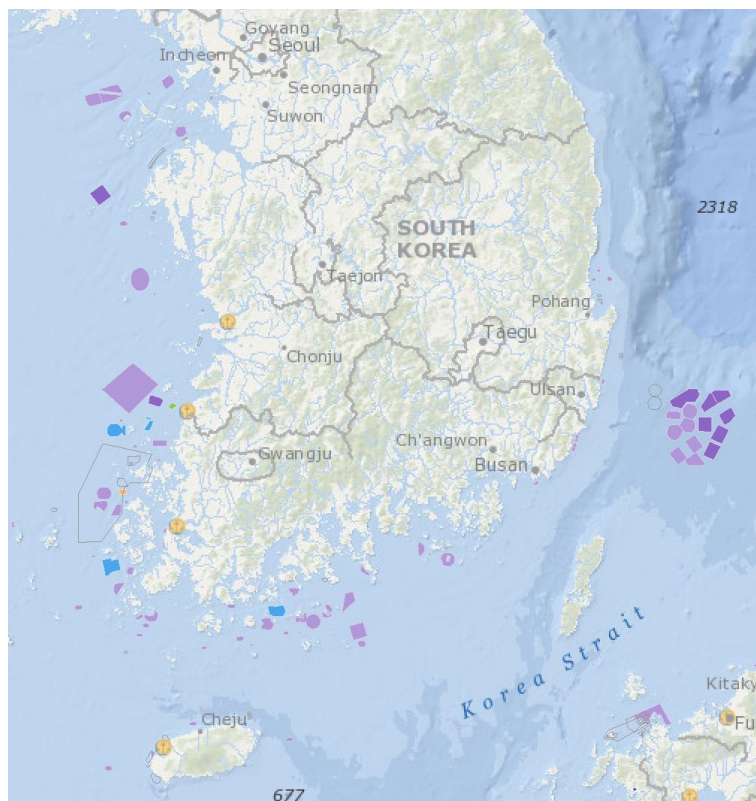 Goyang
Seoul
Incheon
Seongnam
Suwon
2318
SOUTH
KOREA
Taejon
Pohang
Taegu
Chonju
Ulsan
Ch'angwon
Gwangju
Busan
Korea Strait
Kitaky
Cheju
Fu
677